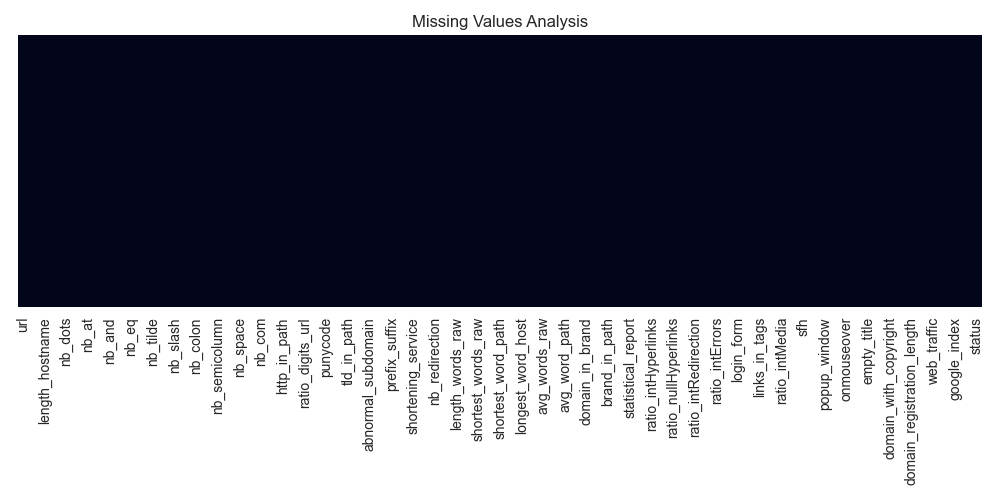 Missing Values Analysis
url
length_hostname
nb_dots
nb_at
nb_and
nb_eq
nb_tilde
nb_slash
nb_colon
nb_semicolumn
nb_space
nb_com
http_in_path
ratio_digits_url
punycode
tld_in_path
abnormal_subdomain
prefix_suffix
shortening_service
nb_redirection
length_words_raw
shortest_words_raw
shortest_word_path
longest_word_host
avg_words_raw
avg_word_path
domain_in_brand
brand_in_path
statistical_report
ratio_intHyperlinks
ratio_nullHyperlinks
ratio_intRedirection
ratio_intErrors
login_form
links_in_tags
ratio_intMedia
sfh
popup_window
onmouseover
empty_title
domain_with_copyright
domain_registration_length
web_traffic
google_index
status